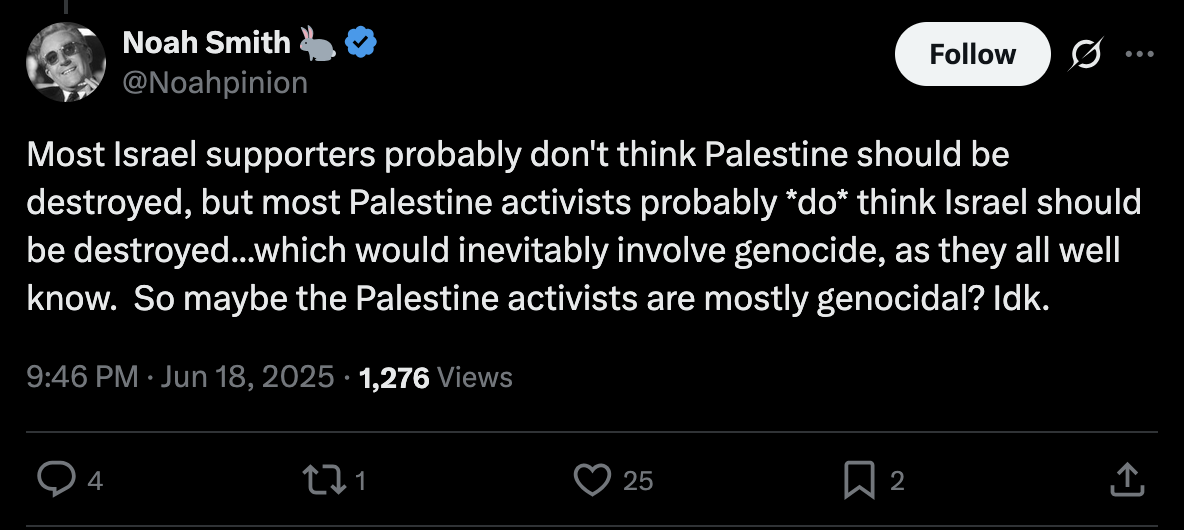 Noah Smith 🐇
@Noahpinion
Follow
Most Israel supporters probably don't think Palestine should be
destroyed, but most Palestine activists probably *do* think Israel should
be destroyed...which would inevitably involve genocide, as they all well
know.  So maybe the Palestine activists are mostly genocidal? Idk.
9:46 PM · Jun 18, 2025 · 1,276 Views
4
1
25
2